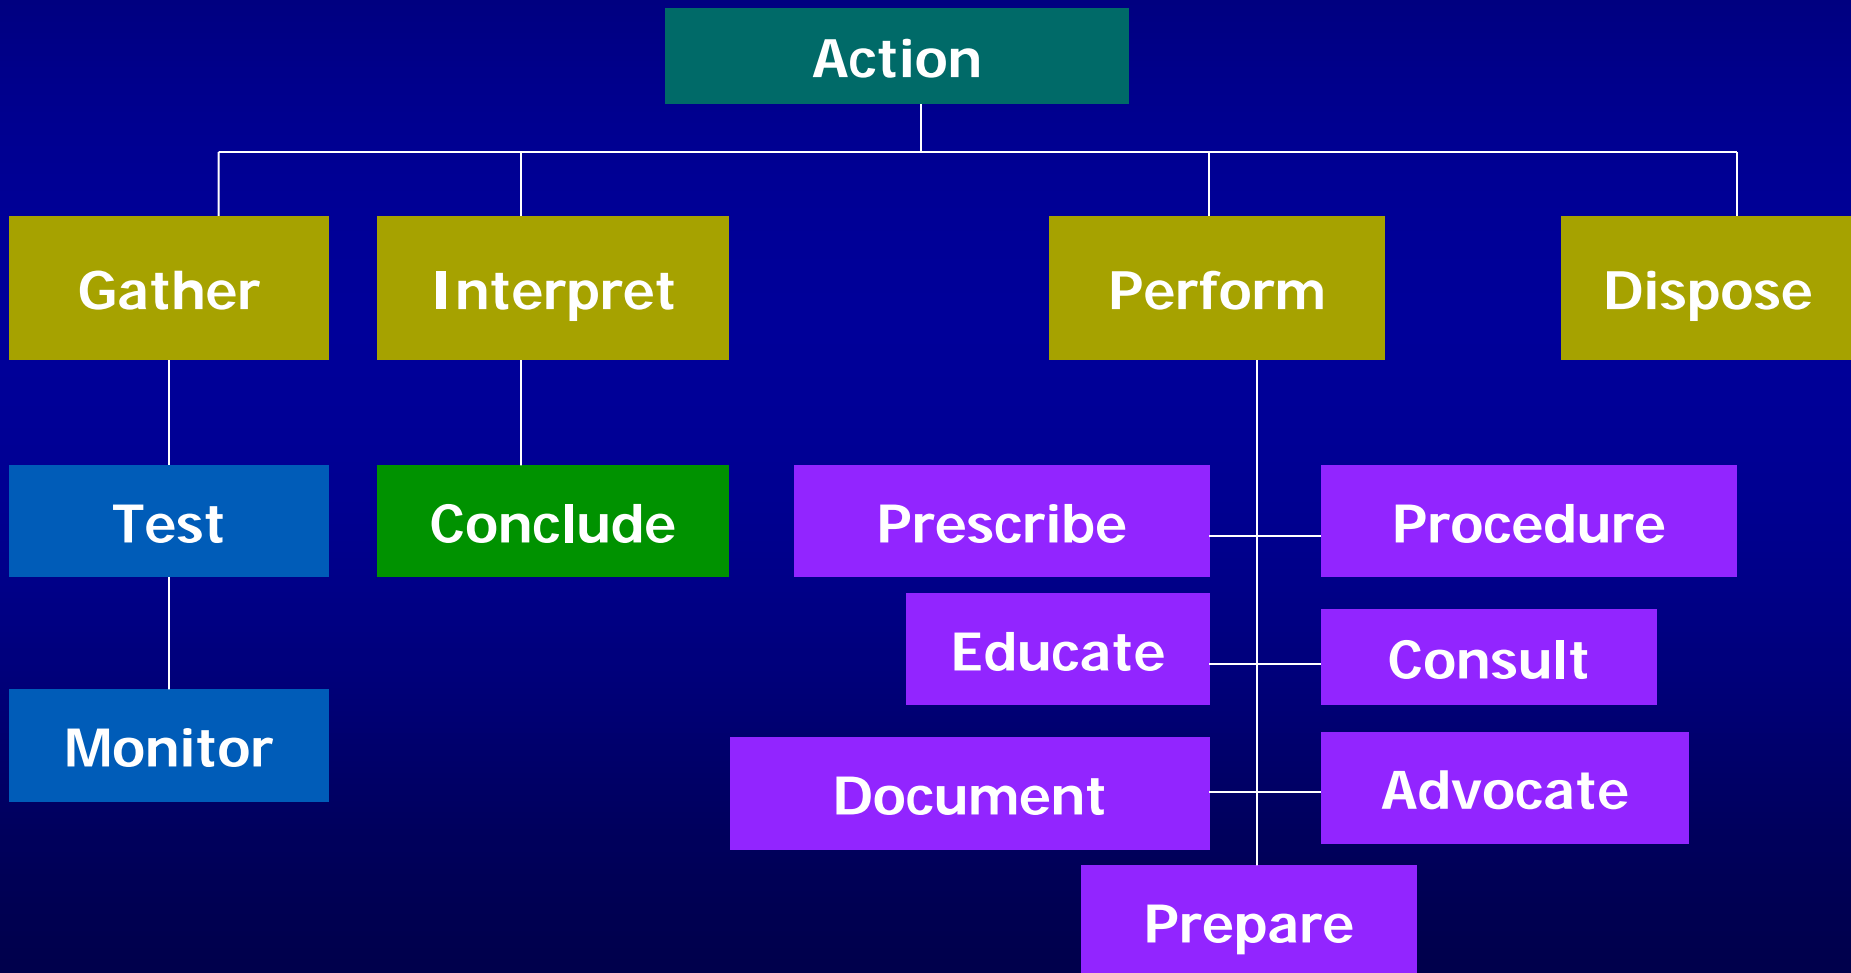 Action
Gather
Interpret
Perform
Dispose
Test
Conclude
Prescribe
Procedure
Educate
Consult
Monitor
Document
Advocate
Prepare